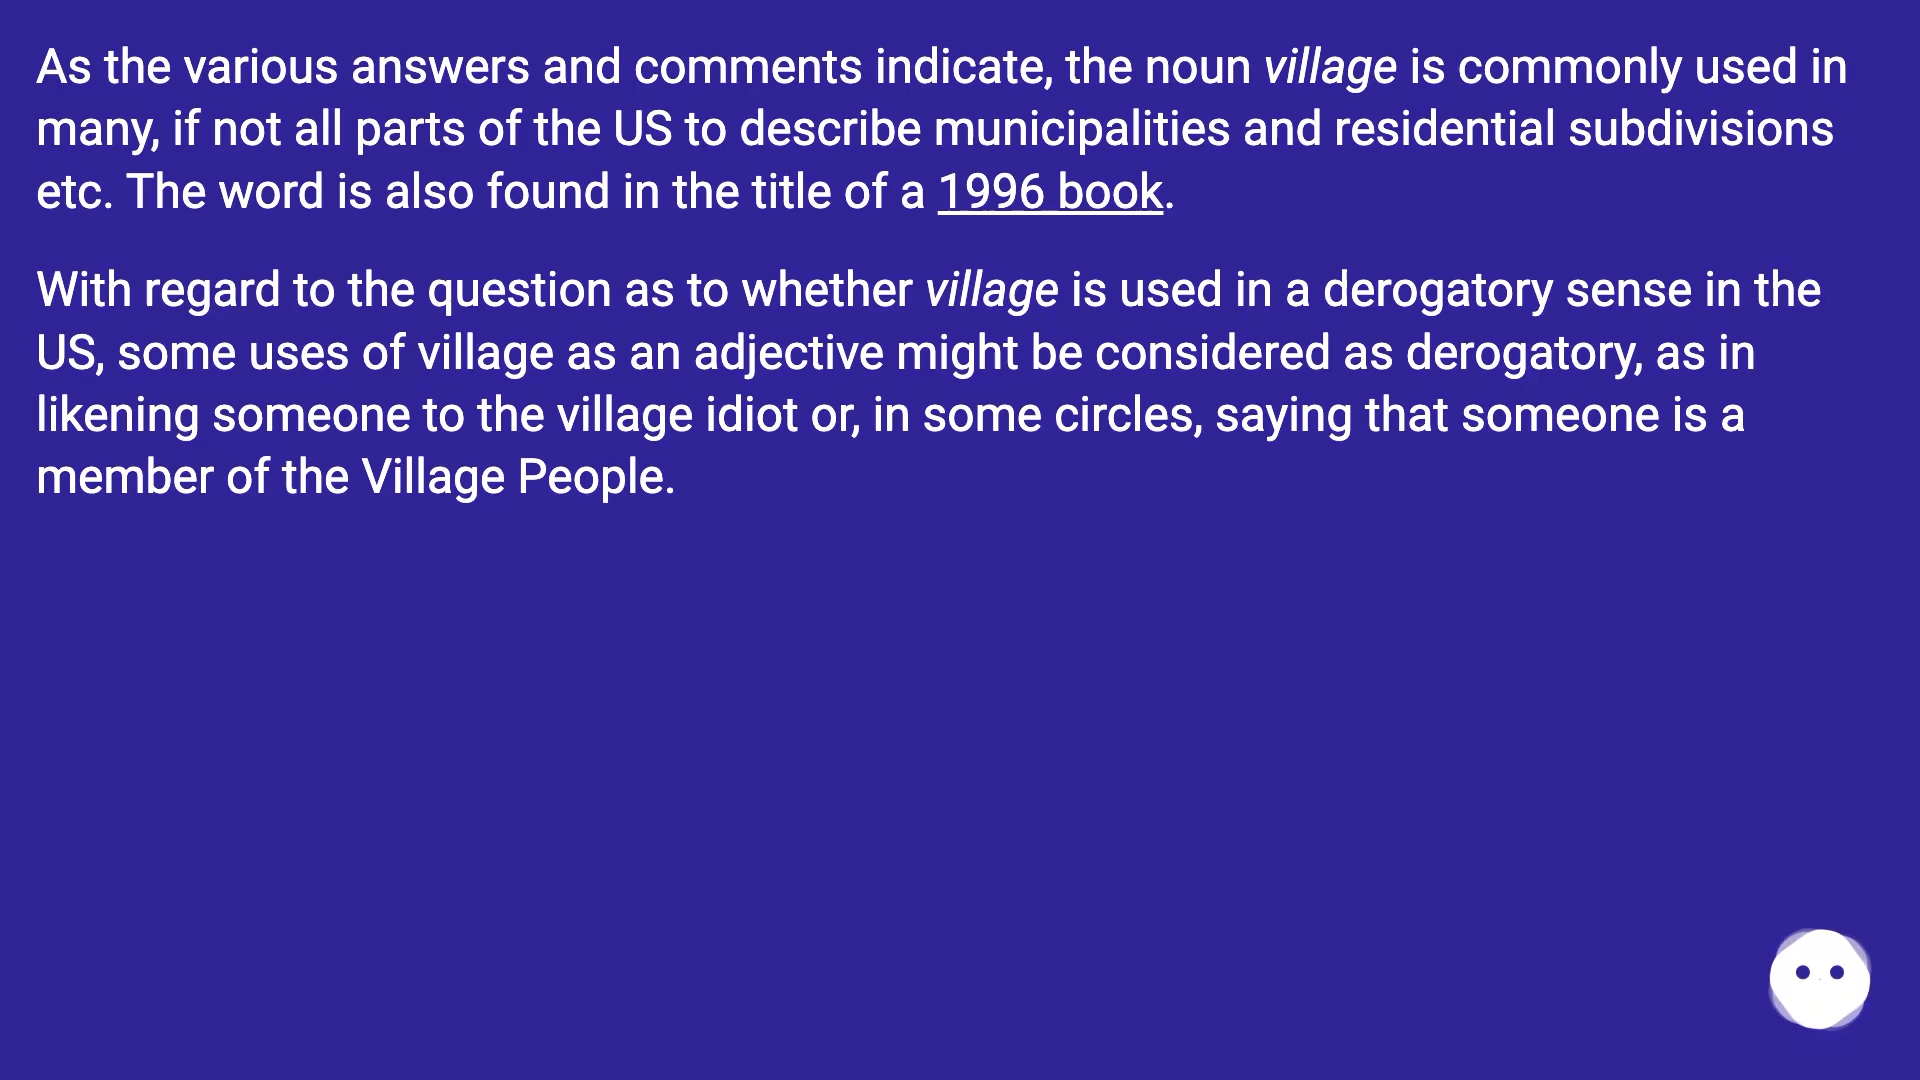 As the various answers and comments indicate, the noun village is commonly used in
many, if not all parts of the US to describe municipalities and residential subdivisions
etc. The word is also found in the title of a 1996 book.
With regard to the question as to whether village is used in a derogatory sense in the
US, some uses of village as an adjective might be considered as derogatory, as in
likening someone to the village idiot or, in some circles, saying that someone is a
member of the Village People.